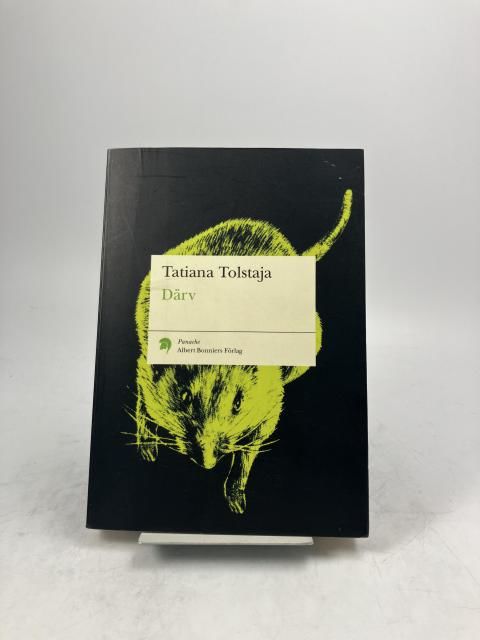 Tatiana Tolstaja
Därv
Panache
Albert Bonniers Förlag